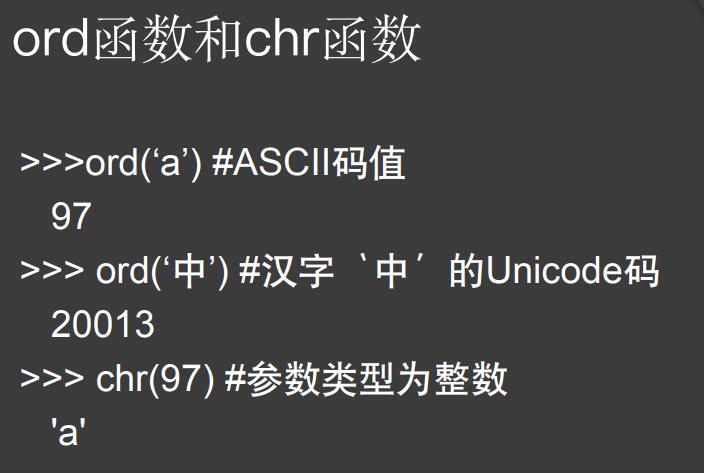 ord函数和chr函数
>>>ord(‘a’) #ASCII码值
97
>>> ord(‘中’) #汉字‵中′的Unicode码
20013
>>> chr(97) #参数类型为整数
'a'